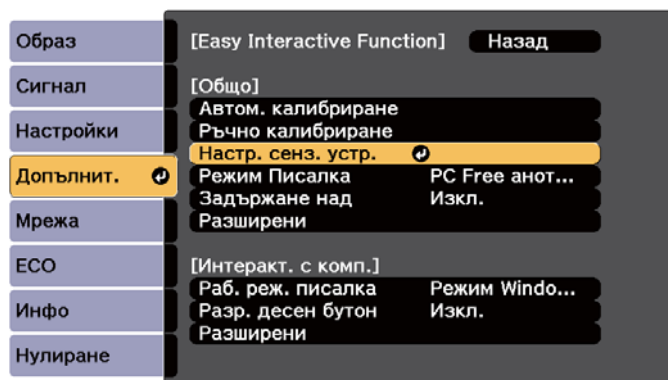 Образ
Сигнал
Настройки
Допълнит.
Мрежа
ECO
Инфо
Нулиране
[Easy Interactive Function] Назад
[Общо]
Автом. калибриране
Ръчно калибриране
Настр. сенз. устр.
Режим Писалка PC Free анот...
Задържане над Изкл.
Разширени
[Интеракт. с комп.]
Раб. реж. писалка Режим Windo...
Разр. десен бутон Изкл.
Разширени